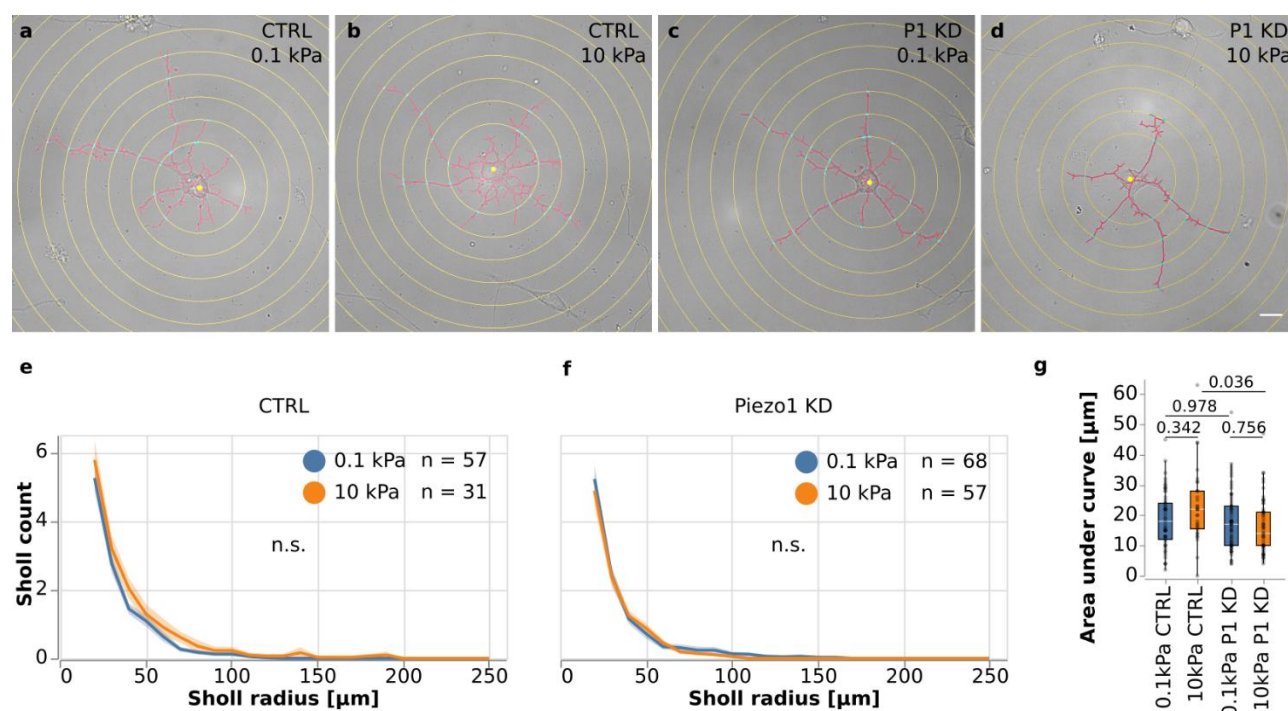 a
CTRL
0.1 kPa
b
CTRL
10 kPa
c
P1 KD
0.1 kPa
d
P1 KD
10 kPa
e
CTRL
Sholl count
6
4
2
0
0.1 kPa n = 57
10 kPa n = 31
n.s.
0 50 100 150 200 250
Sholl radius [µm]
f
Piezo1 KD
0.1 kPa n = 68
10 kPa n = 57
n.s.
0 50 100 150 200 250
Sholl radius [µm]
g
Area under curve [µm]
60
50
40
30
20
10
0
0.036
0.978
0.342
0.756
0.1kPa CTRL
10kPa CTRL
0.1kPa P1 KD
10kPa P1 KD